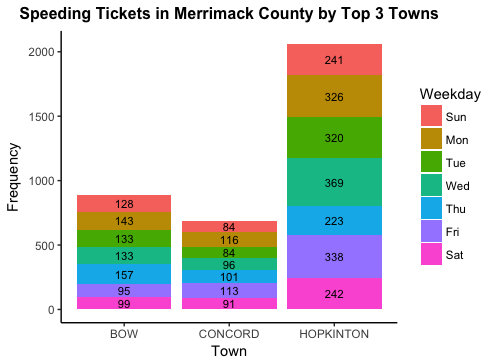 Speeding Tickets in Merrimack County by Top 3 Towns
Frequency
2000
1500
1000
500
0
128
143
133
133
157
95
99
84
116
84
96
101
113
91
241
326
320
369
223
338
242
BOW
CONCORD
HOPKINTON
Town
Weekday
Sun
Mon
Tue
Wed
Thu
Fri
Sat